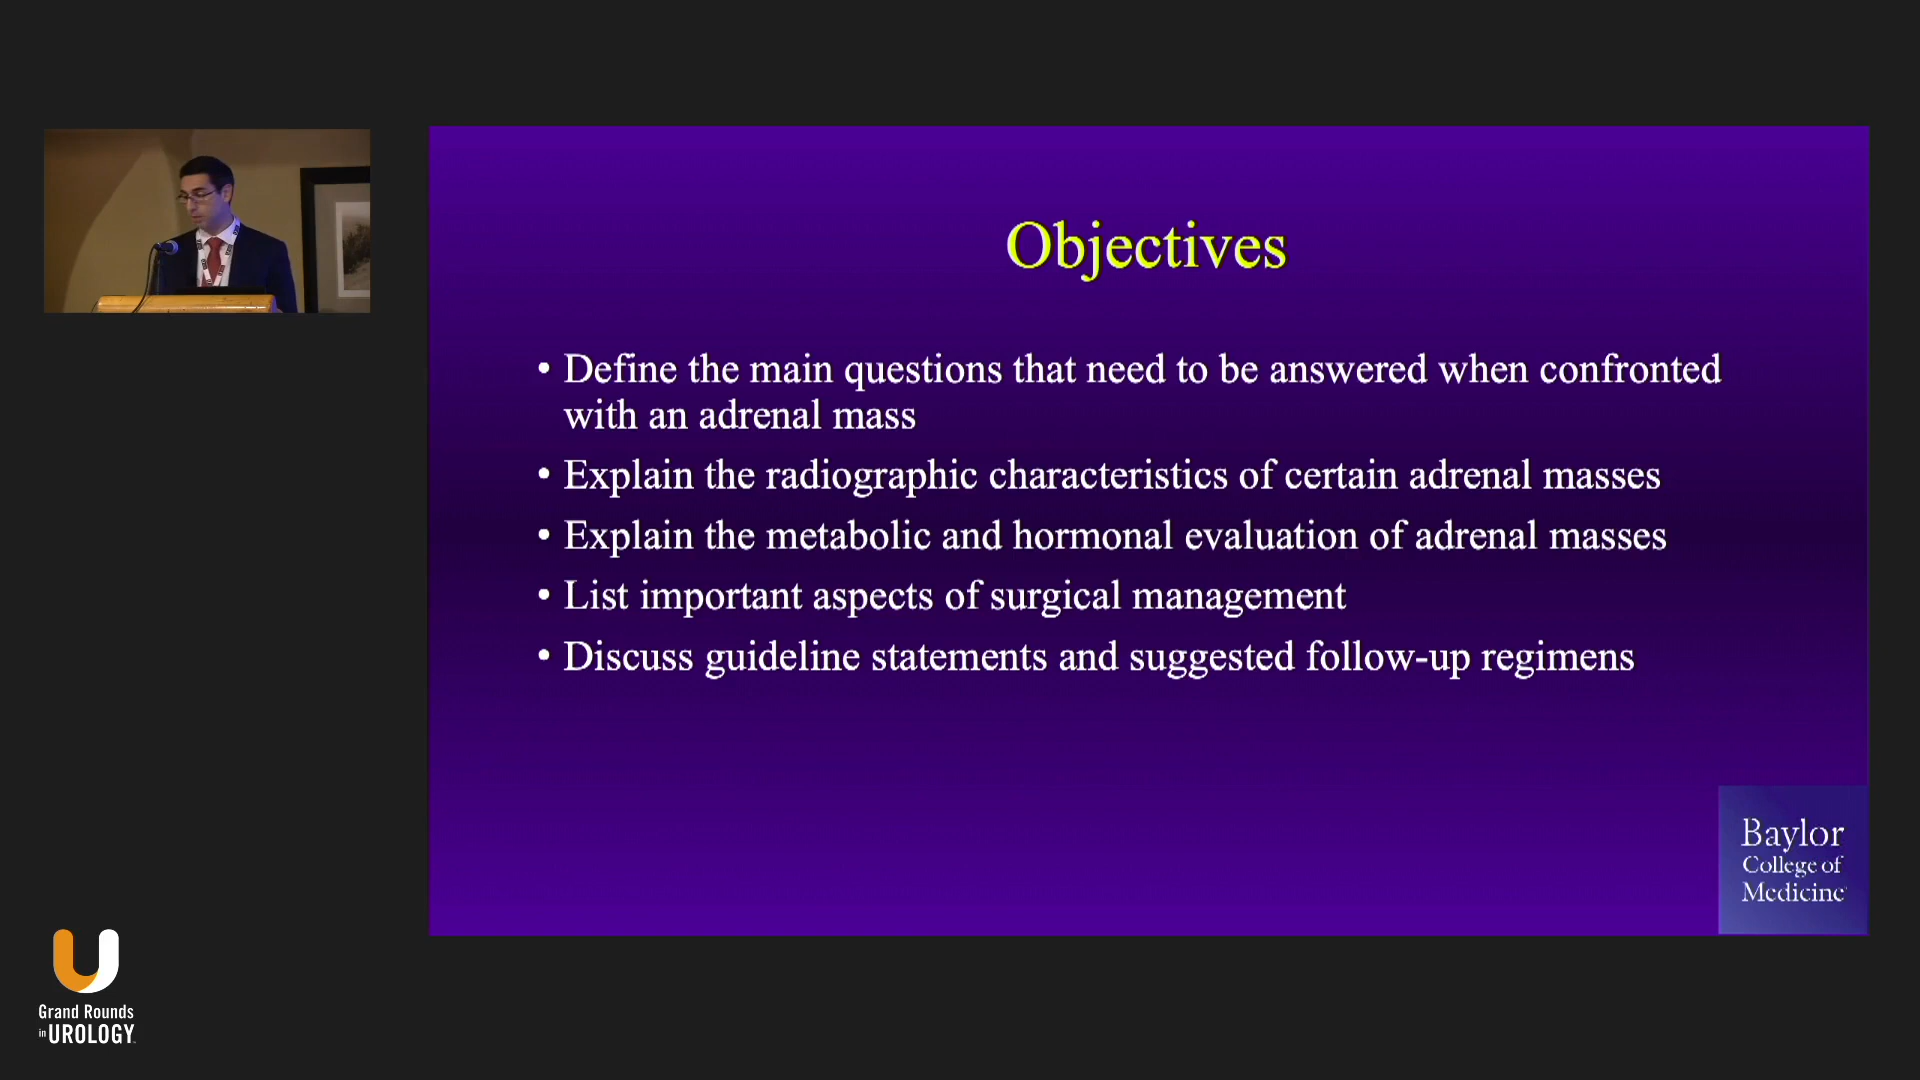 Objectives
• Define the main questions that need to be answered when confronted
with an adrenal mass
• Explain the radiographic characteristics of certain adrenal masses
• Explain the metabolic and hormonal evaluation of adrenal masses
• List important aspects of surgical management
• Discuss guideline statements and suggested follow-up regimens
Baylor
College of
Medicine
Grand Rounds
in UROLOGY